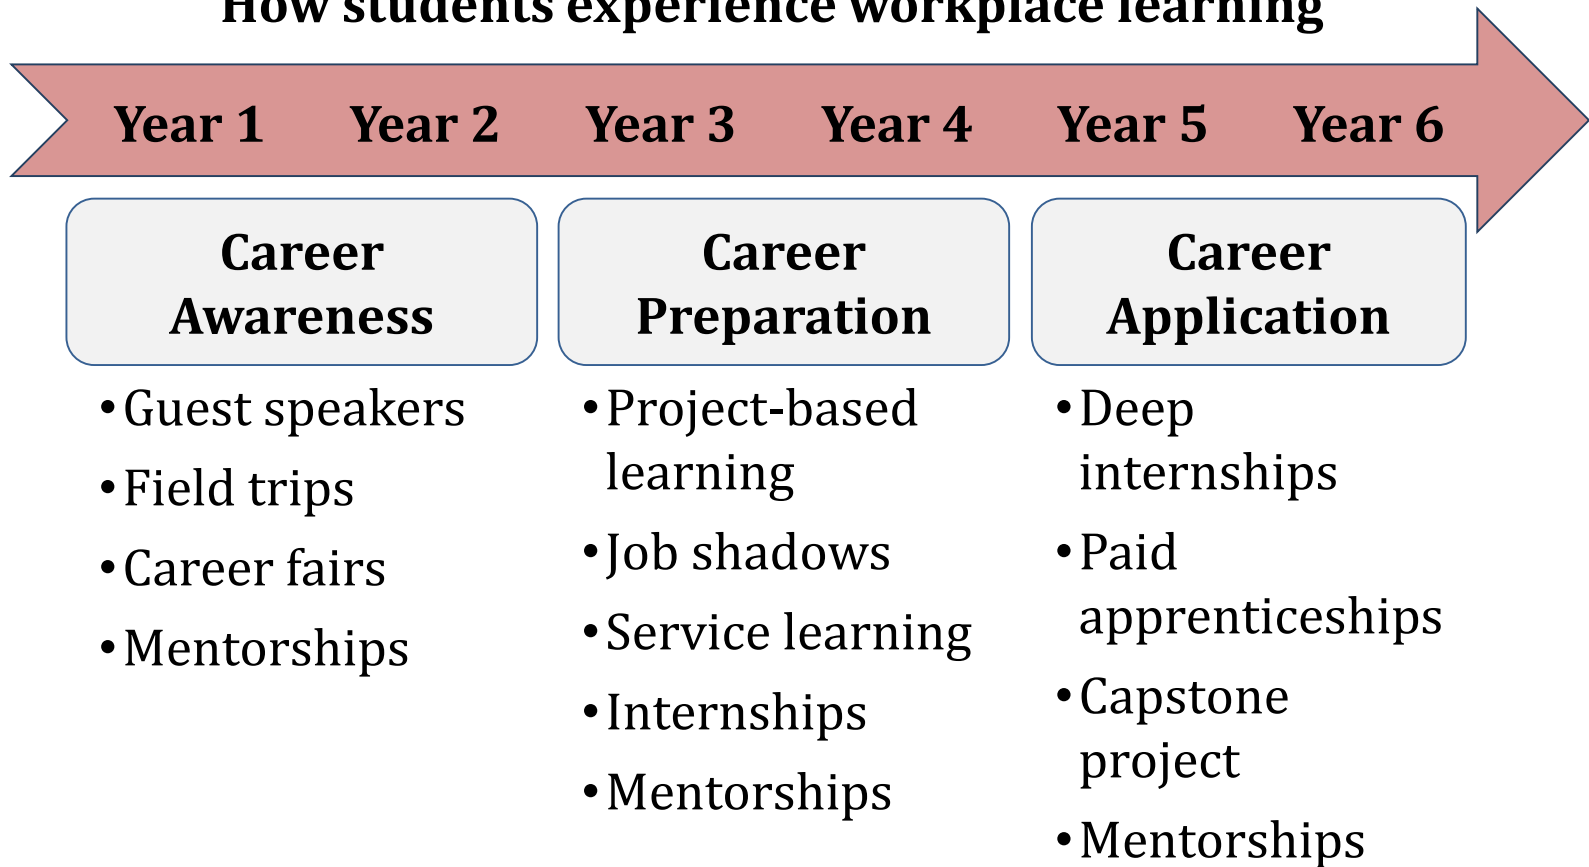 How students experience workplace learning
Year 1 Year 2 Year 3 Year 4 Year 5 Year 6
Career
Awareness
•Guest speakers
•Field trips
•Career fairs
•Mentorships
Career
Preparation
•Project-based
learning
•Job shadows
•Service learning
•Internships
•Mentorships
Career
Application
•Deep
internships
•Paid
apprenticeships
•Capstone
project
•Mentorships